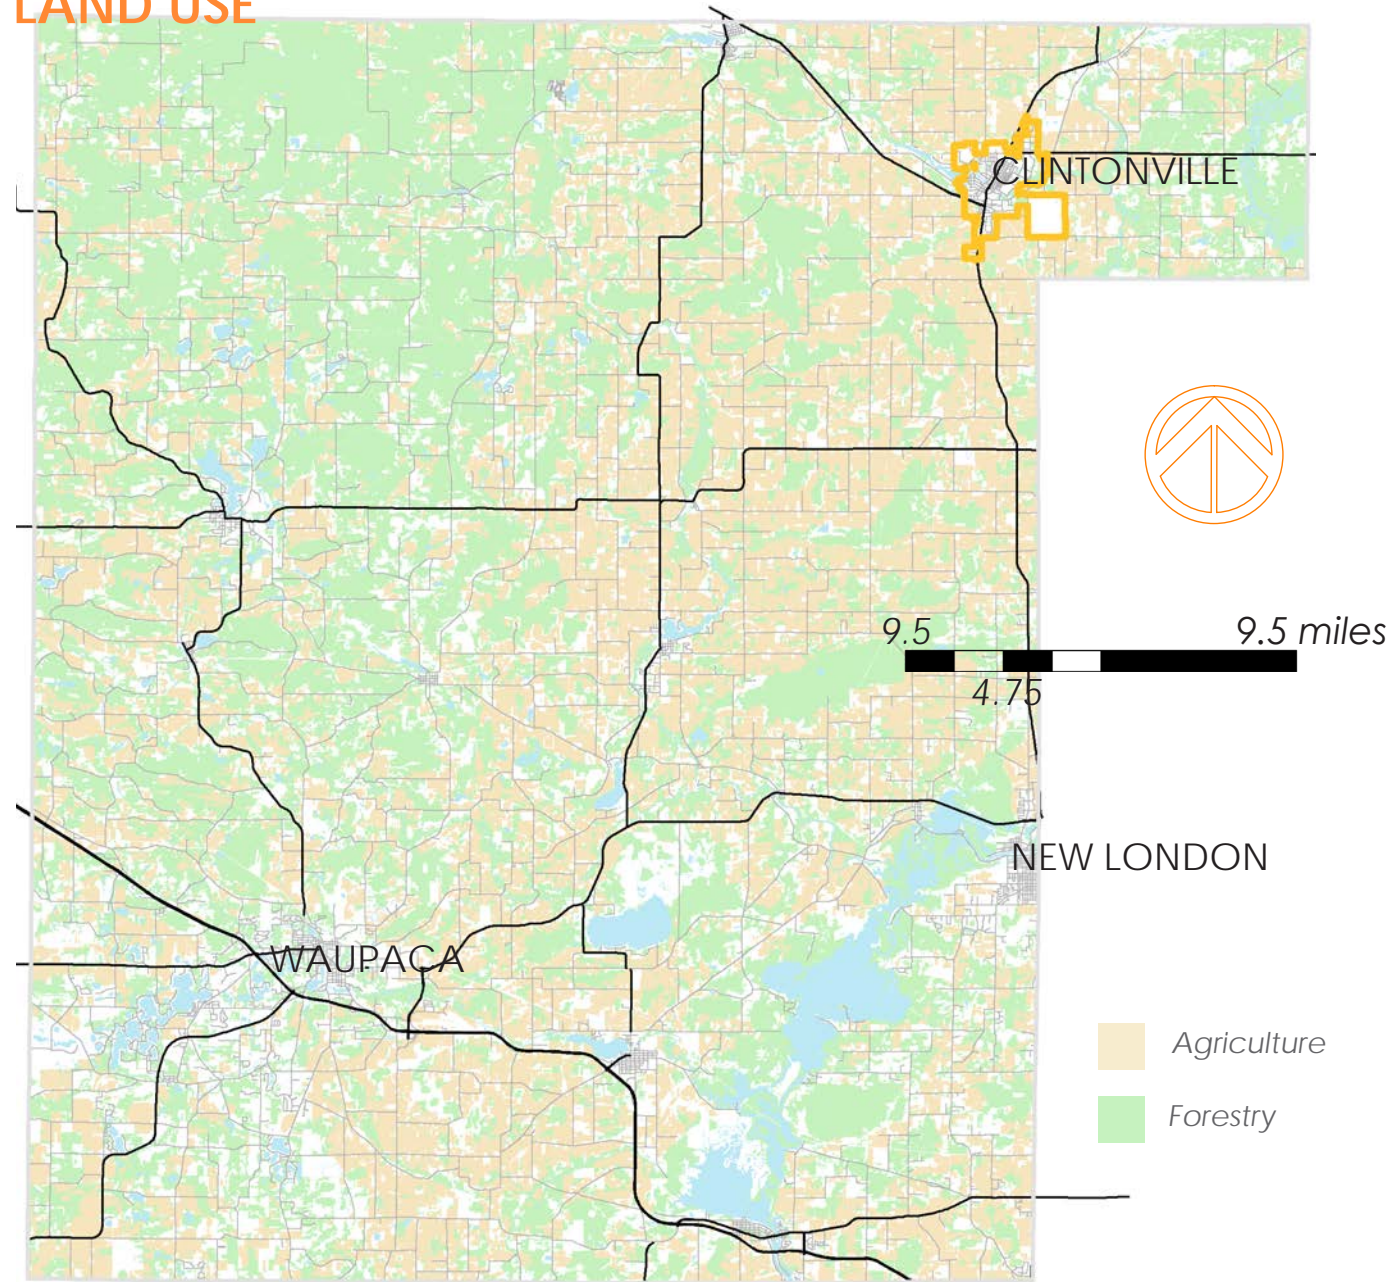 LAND USE
CLINTONVILLE
9.5 9.5 miles
4.75
NEW LONDON
WAUPACA
Agriculture
Forestry